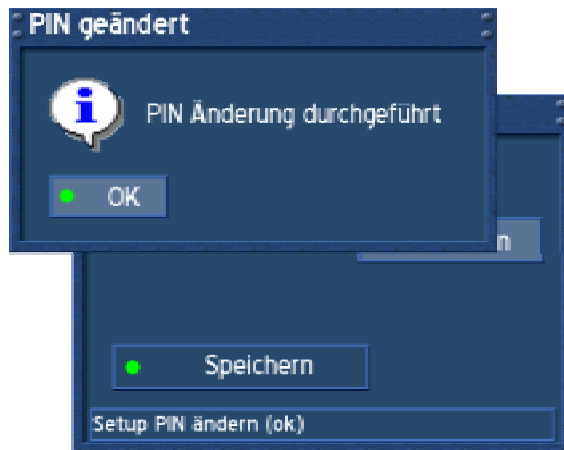 PIN geändert
PIN Änderung durchgeführt
OK
n
Speichern
Setup PIN ändern (ok)